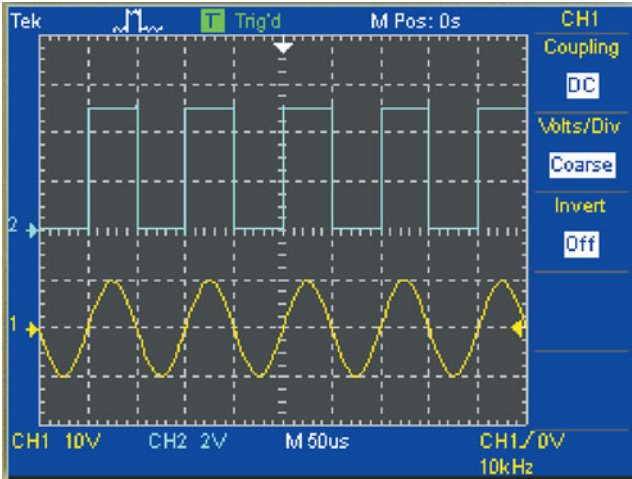 Tek T Trig'd M Pos: 0s CH1
Coupling
DC
Volts/Div
Coarse
Invert
2
Off
1
CH1 10V CH2 2V M 50us CH1 / 0V
10kHz